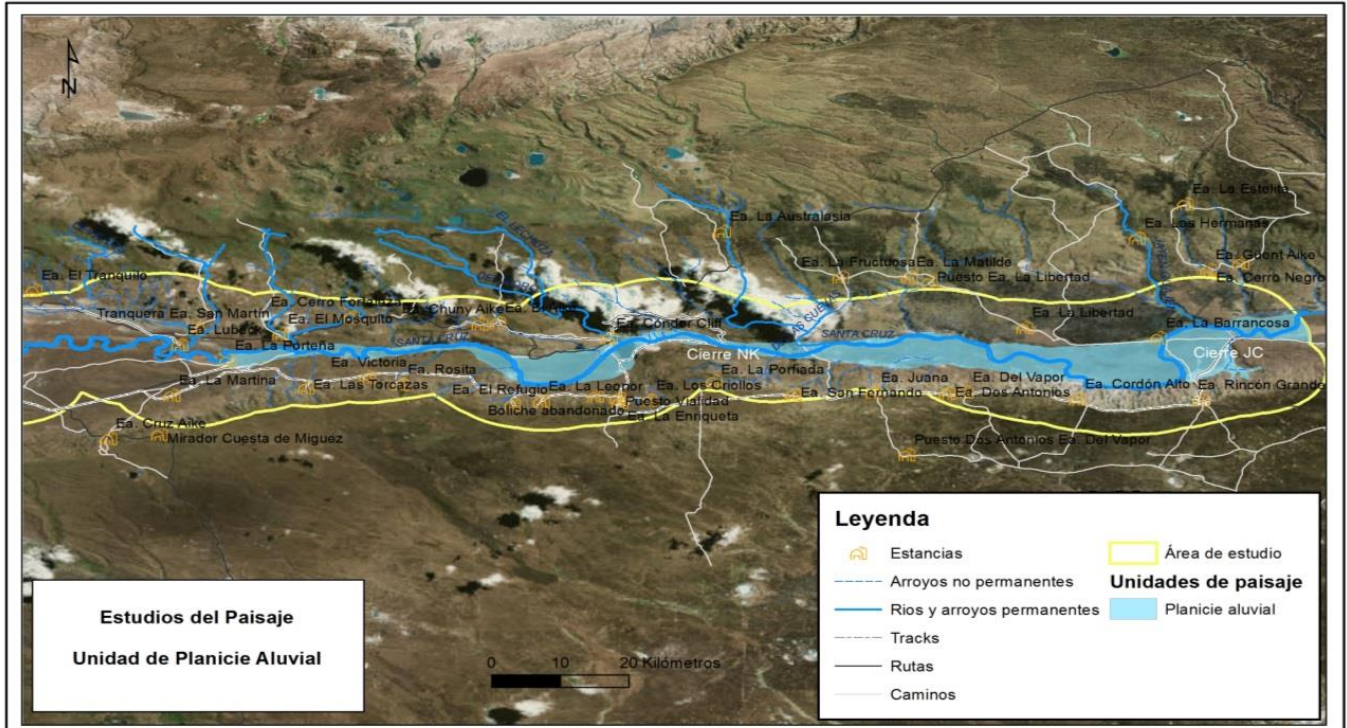 N
Ea. La Estelita
Ea. La Australasia
Ea. Las Hermanas
Ea. El Tranquilo
Ea. La Fructuosa
Ea. La Matilde
Ea. Guent Aike
Puesto Ea. La Libertad
Ea. Cerro Negro
Ea. Cerro Fortaleza
Tranquera Ea. San Martin
Ea. El Mosquito
Ea. Chuny Aike
Ea. Lubeck
Ea. Cóndor Cliff
Ea. La Libertad
Ea. La Barrancosa
SANTA CRUZ
SANTA CRUZ
Ea. La Porteña
Cierre NK
Cierre JC
Ea. Victoria
Ea. Rosita
Ea. La Porfiada
Ea. La Martina
Ea. Las Torcazas
Ea. El Refugio
Ea. La Leonor
Ea. Los Criollos
Ea. Juana
Ea. Del Vapor
Ea. Cordón Alto
Ea. Rincón Grande
Boliche abandonado
Puesto Vialidad
Ea. San Fernando
Ea. Dos Antonios
Ea. La Enriqueta
Ea. Cruz Aike
Mirador Cuesta de Miguez
Puesto Dos Antonios Ea. Del Vapor
Estudios del Paisaje
Unidad de Planicie Aluvial
0 10 20 Kilómetros
Leyenda
Estancias
Arroyos no permanentes
Rios y arroyos permanentes
Tracks
Rutas
Caminos
Área de estudio
Unidades de paisaje
Planicie aluvial